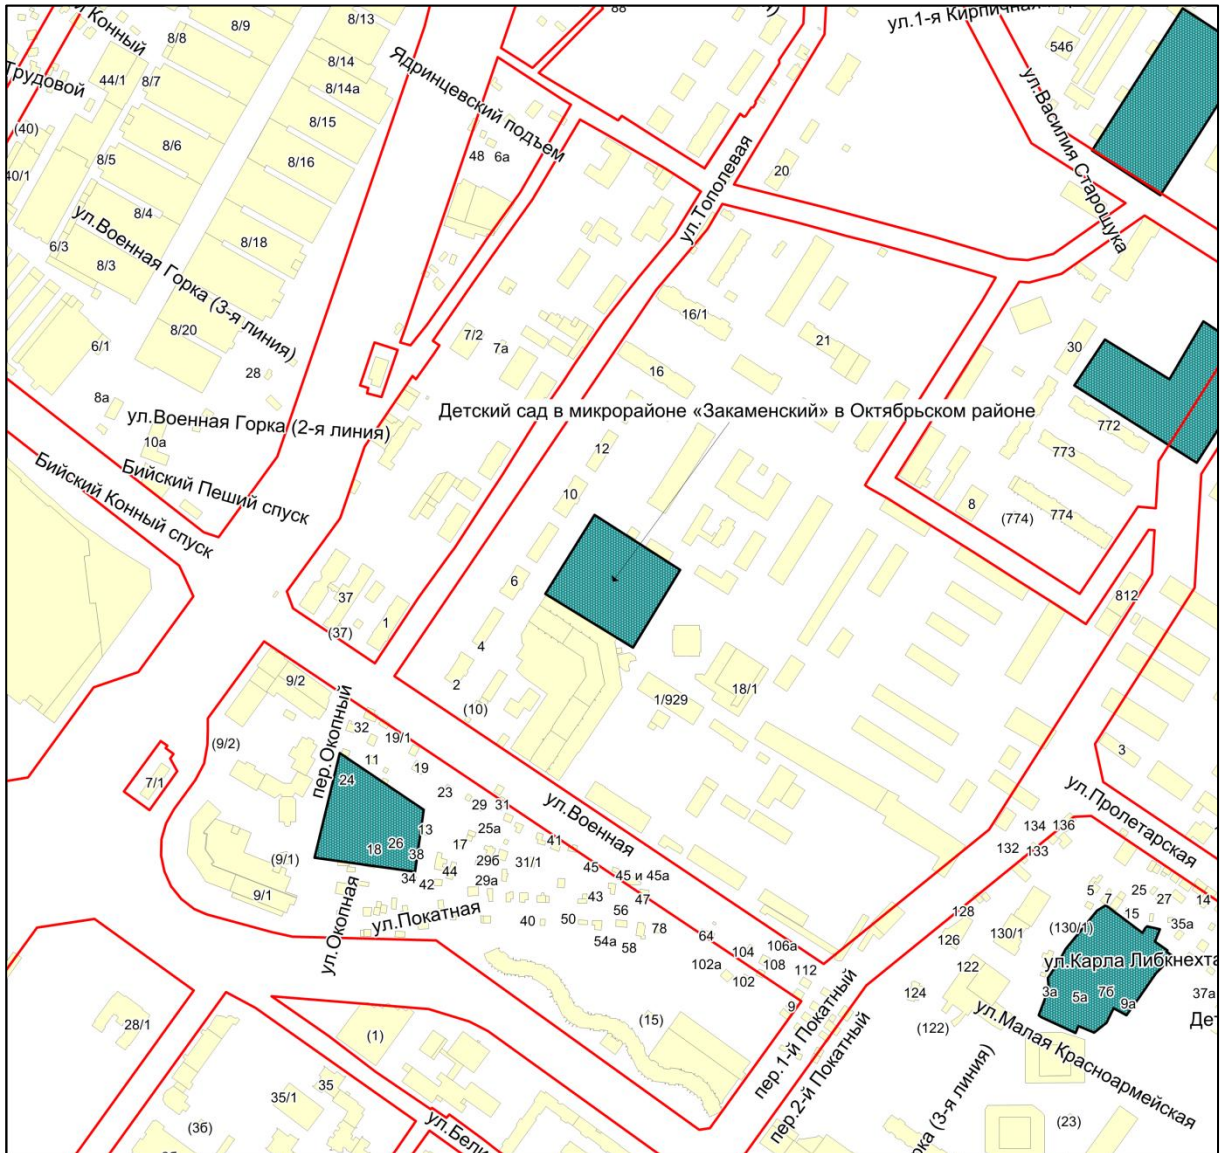 88
8/13
8/9
й Конный
8/8
ул.1-я Кирпичная
54б
8/14
44/1
8/7
Трудовой
8/14а
Ядринцевский подъем
ул.Василия Старощука
8/15
(40)
8/6
8/5
8/16
48
6а
20
40/1
ул.Тополевая
8/4
ул.Военная Горка (3-я линия)
8/18
6/3
8/3
16/1
8/20
7/2
7а
21
6/1
30
28
16
8а
ул.Военная Горка (2-я линия)
Детский сад в микрорайоне «Закаменский» в Октябрьском районе
772
10а
12
773
Бийский Пеший спуск
Бийский Конный спуск
10
8
(774)
774
6
37
812
1
(37)
4
2
9/2
18/1
1/929
(10)
пер.Окопный
32
19/1
(9/2)
3
11
19
7/1
24
23
29
31
ул.Военная
ул.Пролетарская
13
25а
134
136
18
26
17
41
132
133
38
29б
31/1
(9/1)
44
45
45 и 45а
34
42
29а
43
47
5
7
25
27
14
9/1
56
128
15
35а
ул.Окопная
ул.Покатная
40
50
78
130/1
(130/1)
54а
58
64
126
104
106а
ул.Карла Либкнехта
102а
108
112
122
102
124
3а
5а
7б
9а
37а
9
пер.1-й Покатный
ул.Малая Красноармейская
Дет
28/1
(1)
(15)
(122)
пер.2-й Покатный
35
35/1
ул.Бели
(3-я линия)
(23)
(3б)